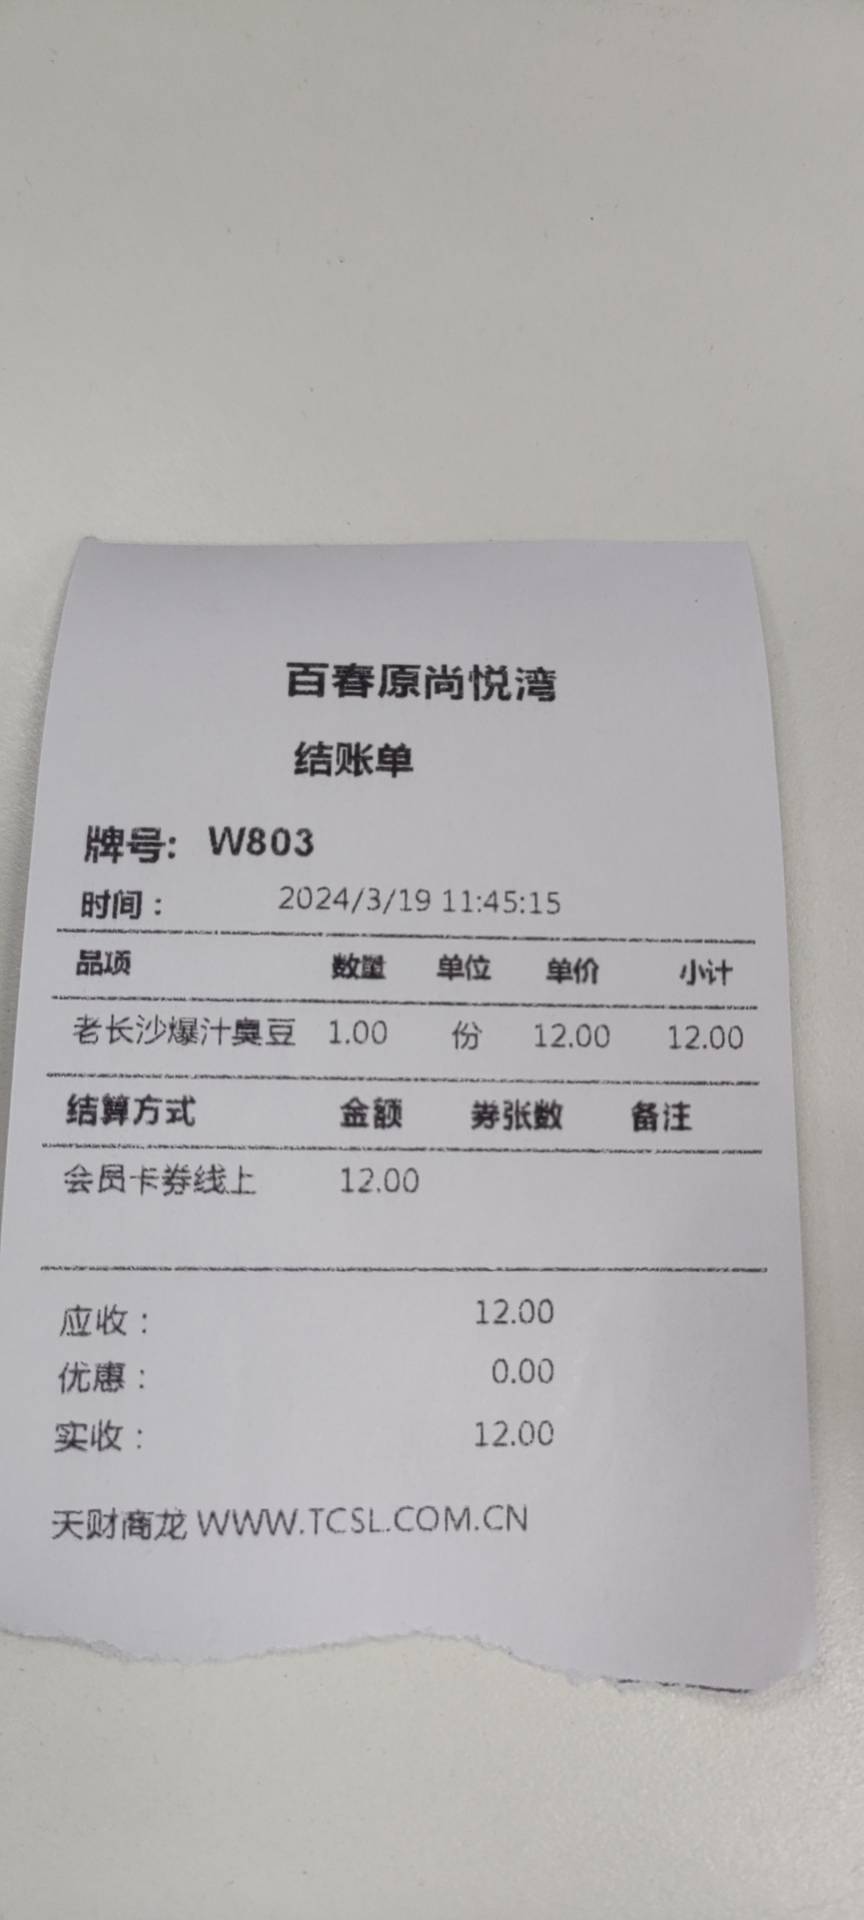 百春原尚悦湾
结账单
牌号: W803
时间： 2024/3/19 11:45:15
品项 数量 单位 单价 小计
老长沙爆汁臭豆 1.00 份 12.00 12.00
结算方式 金额 券张数 备注
会员卡券线上 12.00
应收： 12.00
优惠： 0.00
实收： 12.00
天财商龙 WWW.TCSL.COM.CN